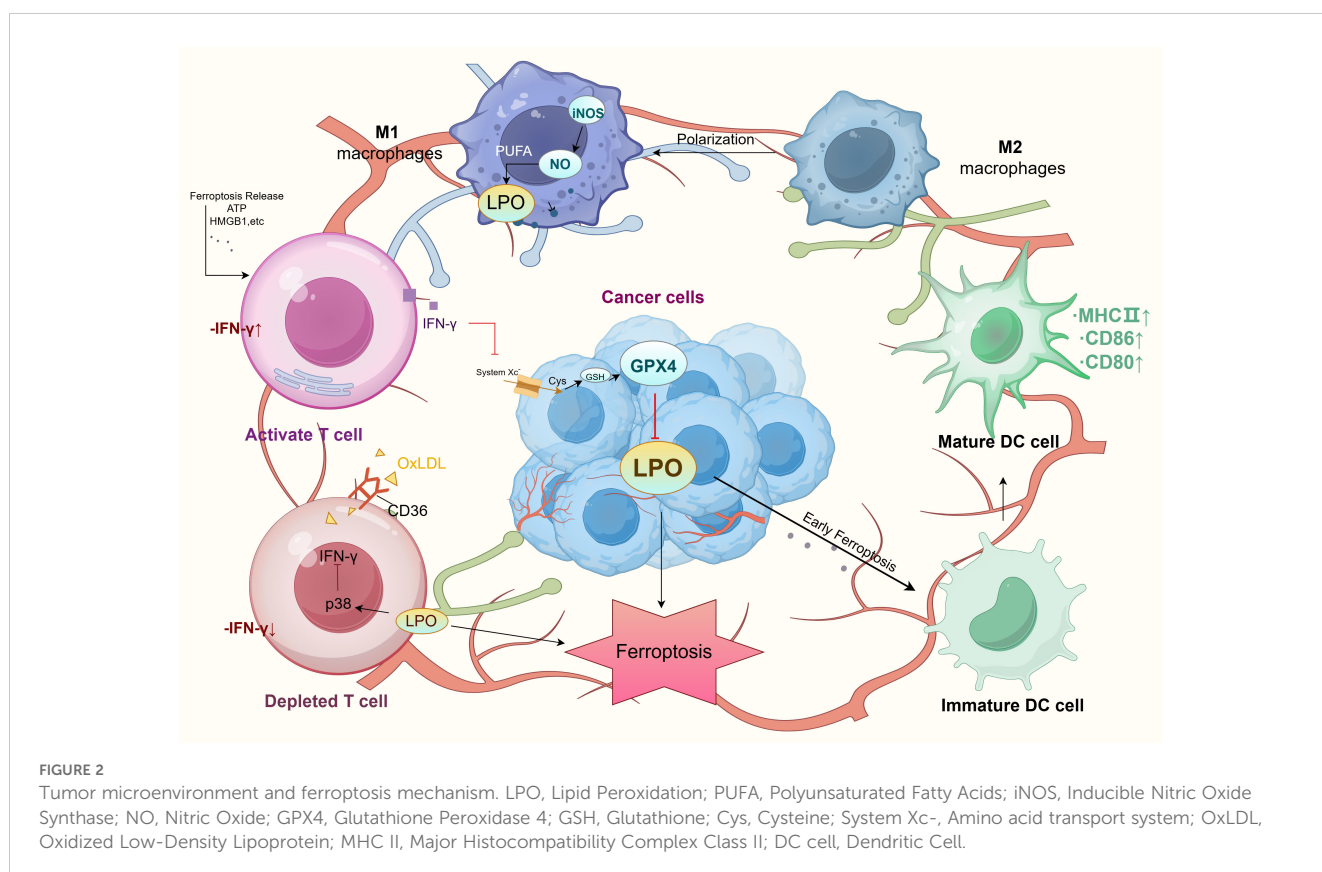 M1
macrophages
iNOS
PUFA
NO
LPO
Polarization
M2
macrophages
Ferroptosis Release
ATP
HMGB1,etc
-IFN-γ↑
IFN-γ
Activate T cell
Cancer cells
System Xc-
Cys
GSH
GPX4
LPO
·MHCⅡ↑
·CD86↑
·CD80↑
Mature DC cell
OxLDL
CD36
IFN-γ
p38
LPO
-IFN-γ↓
Depleted T cell
Early Ferroptosis
Ferroptosis
Immature DC cell
FIGURE 2
Tumor microenvironment and ferroptosis mechanism. LPO, Lipid Peroxidation; PUFA, Polyunsaturated Fatty Acids; iNOS, Inducible Nitric Oxide
Synthase; NO, Nitric Oxide; GPX4, Glutathione Peroxidase 4; GSH, Glutathione; Cys, Cysteine; System Xc-, Amino acid transport system; OxLDL,
Oxidized Low-Density Lipoprotein; MHC II, Major Histocompatibility Complex Class II; DC cell, Dendritic Cell.